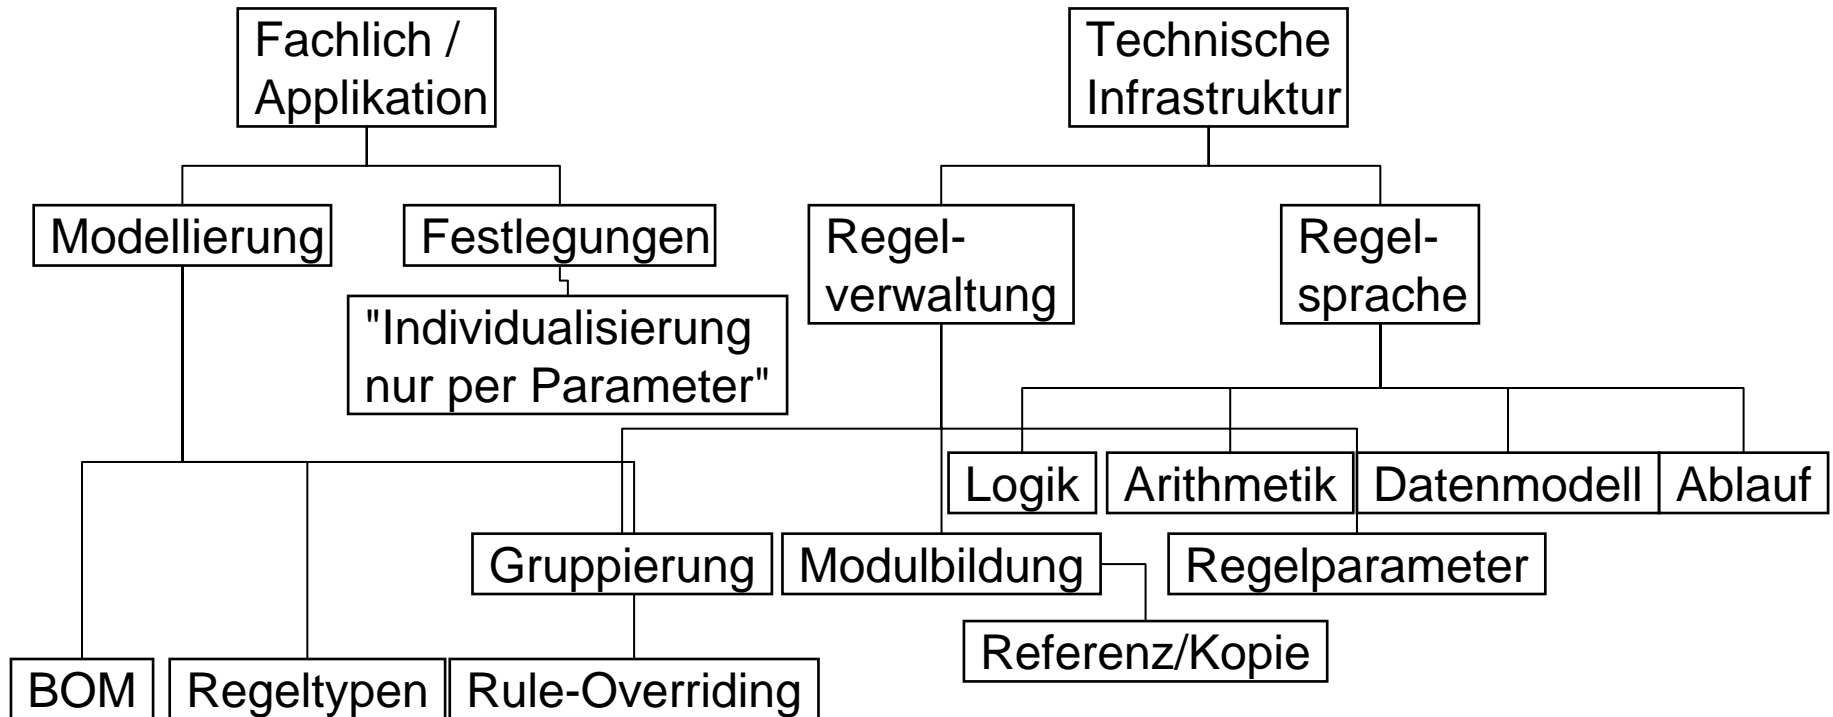 Fachlich /
Applikation
Technische
Infrastruktur
Modellierung
Festlegungen
Regel-
verwaltung
Regel-
sprache
"Individualisierung
nur per Parameter"
Logik
Arithmetik
Datenmodell
Ablauf
Gruppierung
Modulbildung
Regelparameter
Referenz/Kopie
BOM
Regeltypen
Rule-Overriding